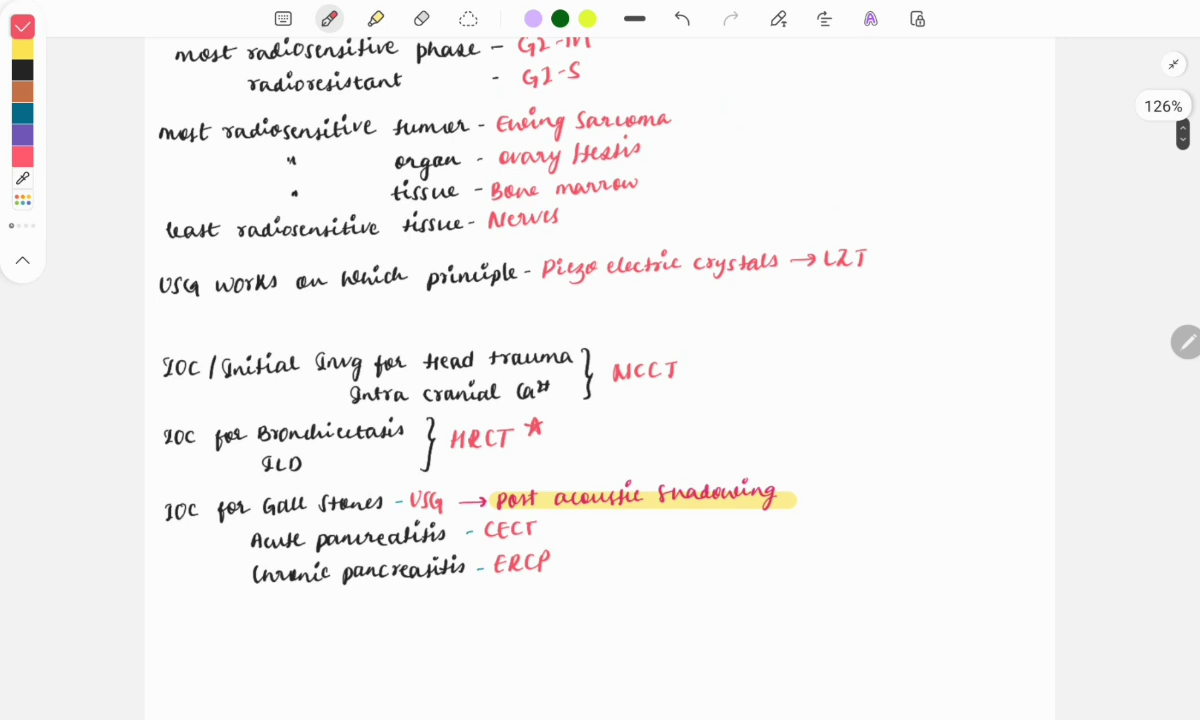 126%
most radiosensitive phase - G2-M
radioresistant - G1-S
most radiosensitive tumor - Ewing Sarcoma
" organ - ovary / testis
" tissue - Bone marrow
least radiosensitive tissue - Nerves
USG works on which principle - Piezo electric crystals → LZT
IOC / Initial Invg for Head trauma } NCCT
Intra cranial Ca++
IOC for Bronchiectasis } HRCT ☆
ILD
IOC for Gall Stones - USG → Post acoustic Shadowing
Acute pancreatitis - CECT
Chronic pancreatitis - ERCP